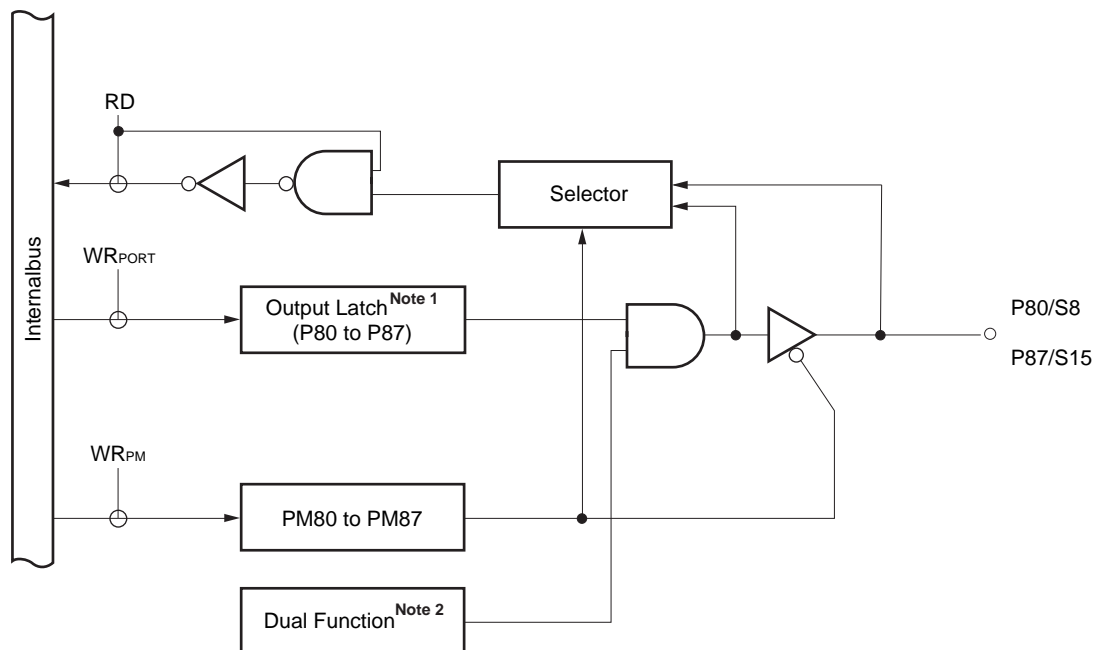 RD
Selector
Internalbus
WRPORT
Output Latch Note 1
(P80 to P87)
P80/S8
P87/S15
WRPM
PM80 to PM87
Dual Function Note 2